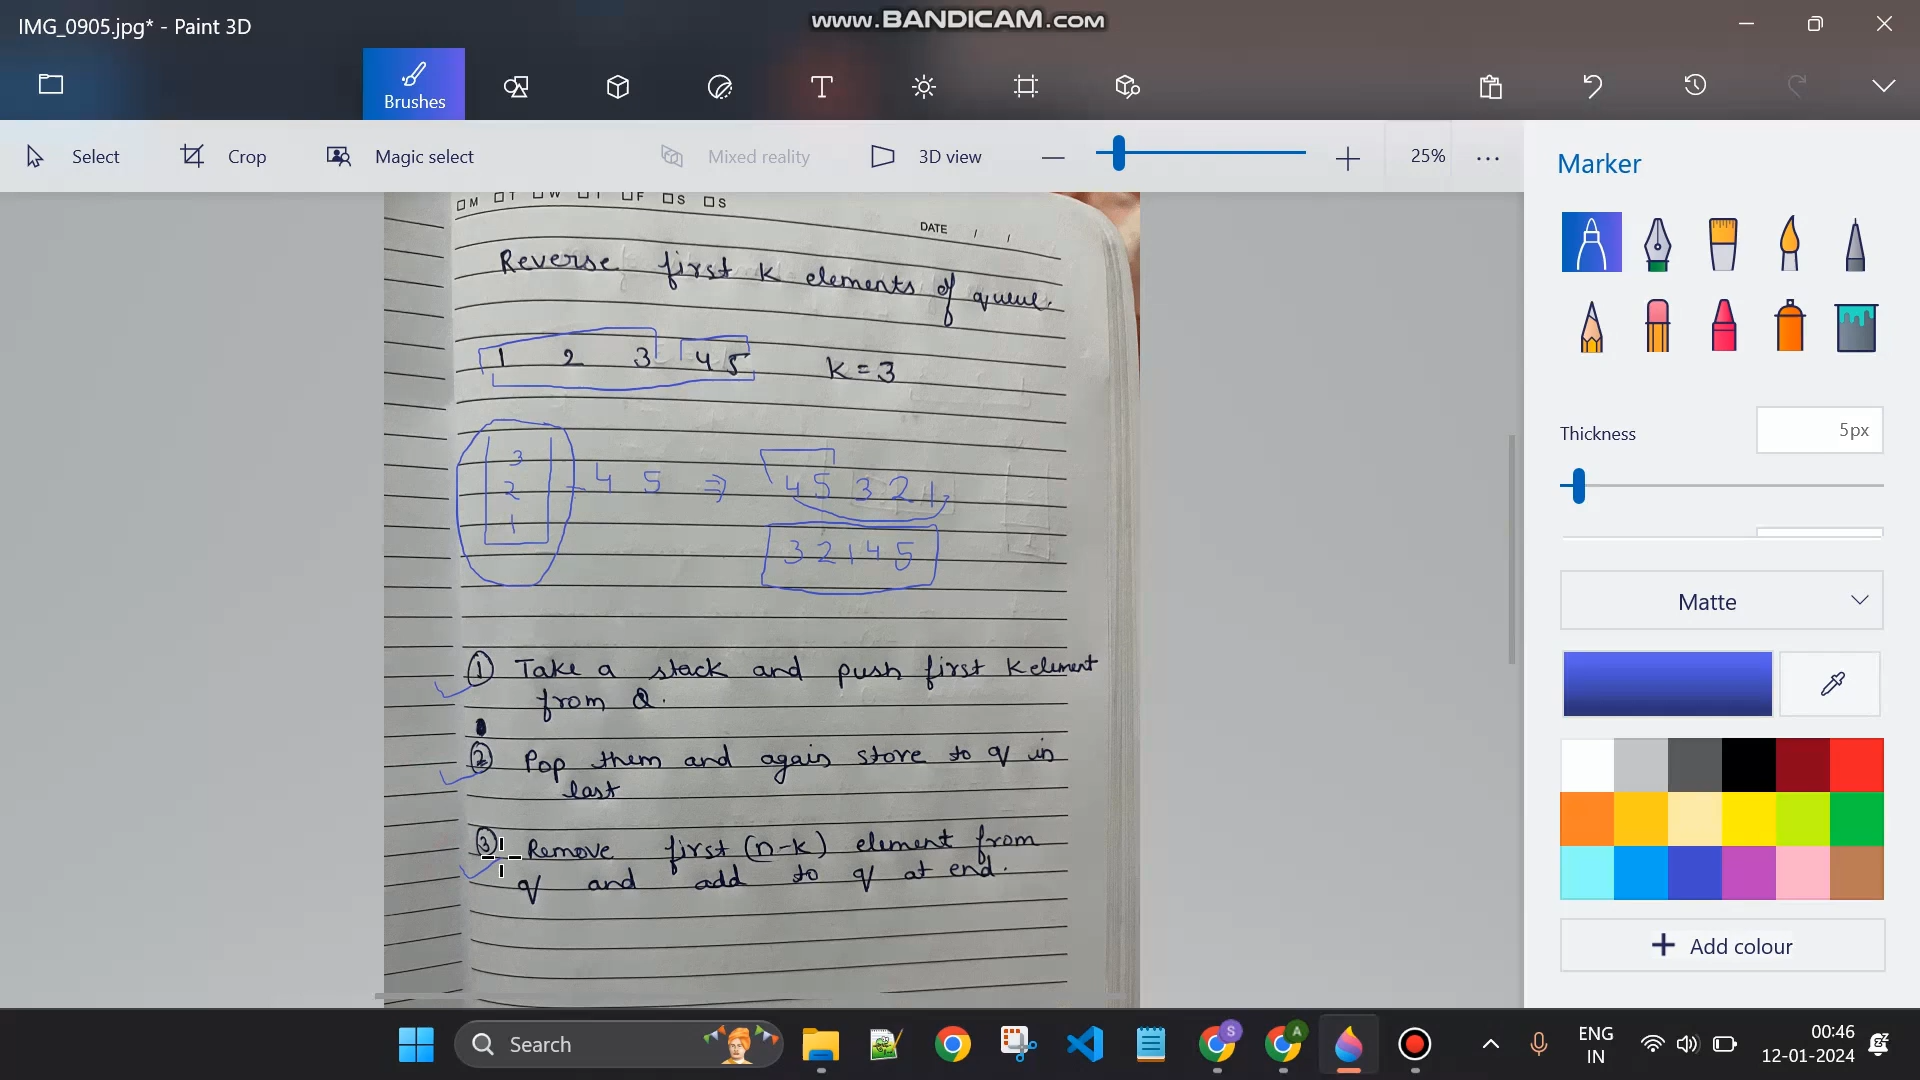 IMG_0905.jpg* - Paint 3D
www.BANDICAM.com
Brushes
Select
Crop
Magic select
Mixed reality
3D view
25%
Marker
M T W T F S S
DATE / /
Reverse first K elements of queue.
1 2 3 4 5 K = 3
3
2
1
4 5 ⇒ 4 5 3 2 1
3 2 1 4 5
① Take a stack and push first K element
from Q.
② Pop them and again store to q in
last
③ Remove first (n-k) element from
q and add to q at end.
Thickness
5px
Matte
+ Add colour
Search
S
A
ENG
IN
00:46
12-01-2024